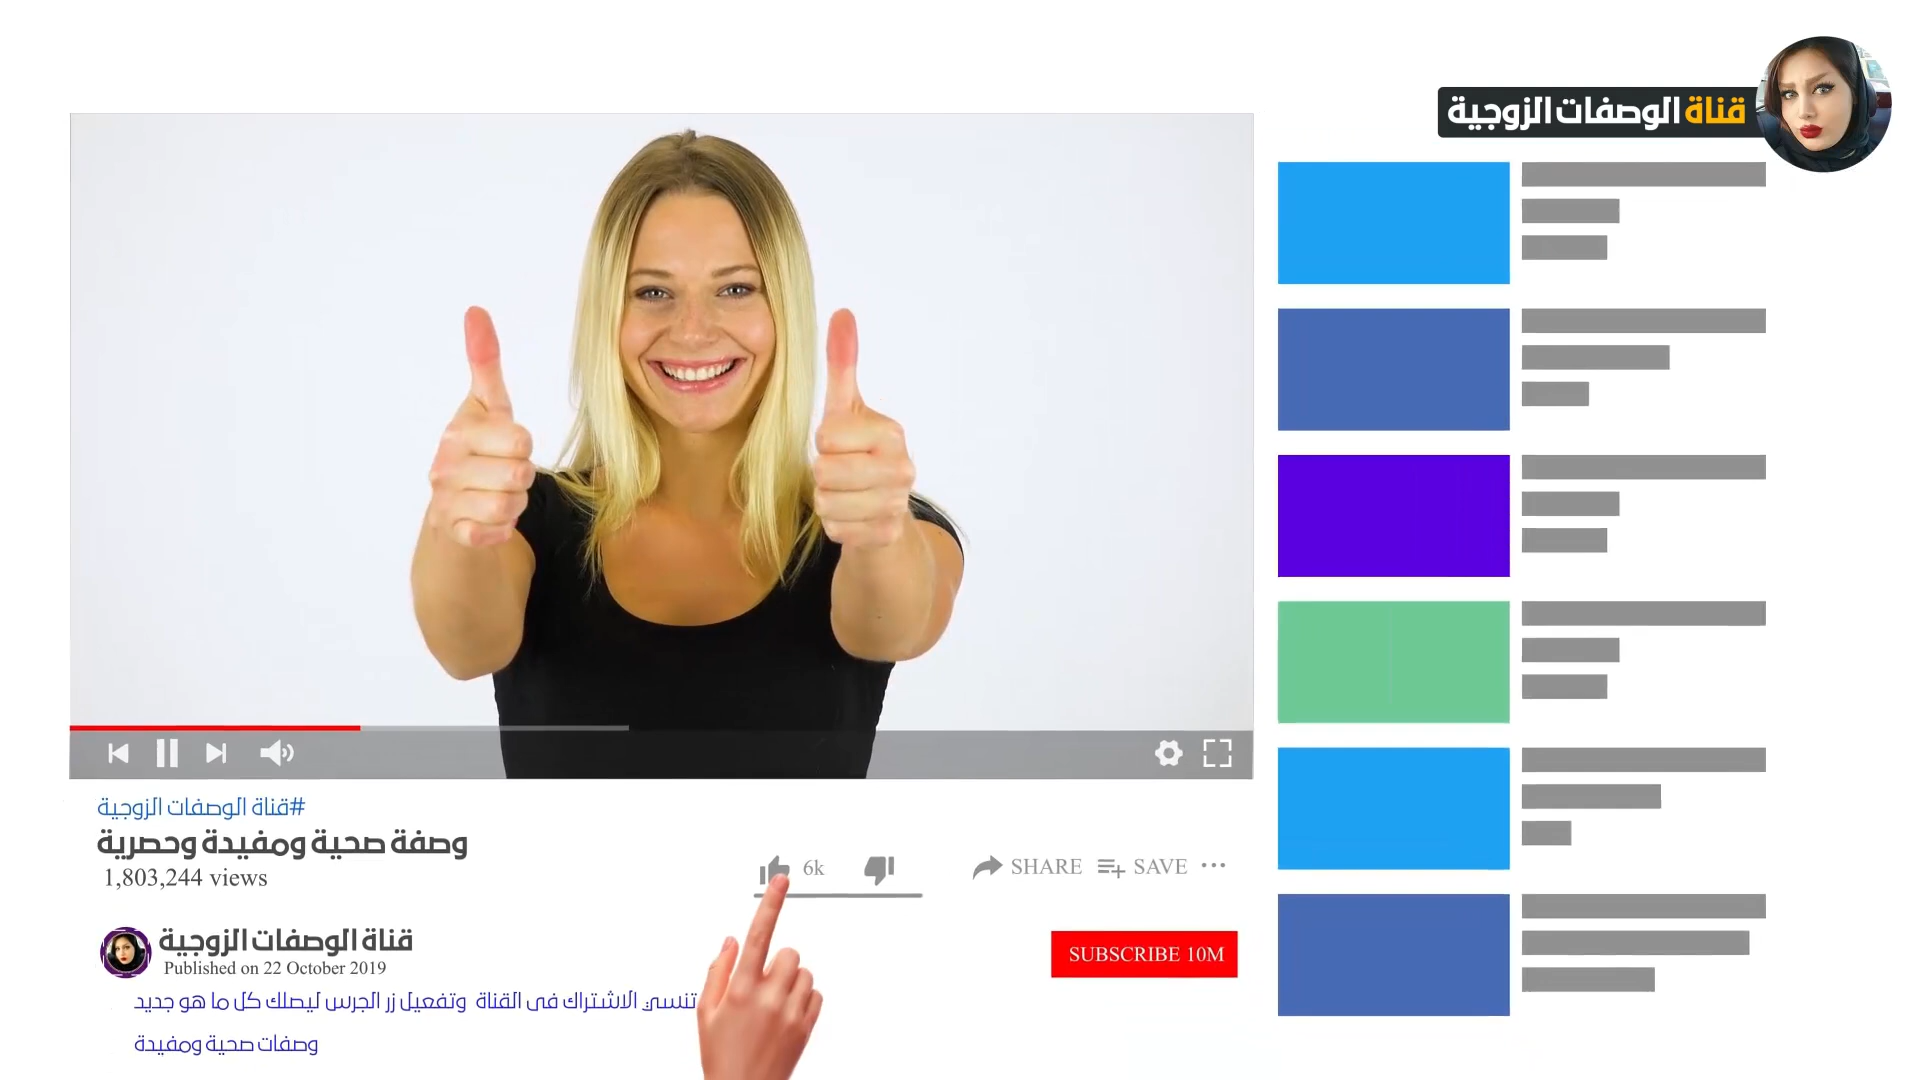 قناة الوصفات الزوجية
#قناة الوصفات الزوجية
وصفة صحية ومفيدة وحصرية
1,803,244 views
6k
SHARE
SAVE
قناة الوصفات الزوجية
Published on 22 October 2019
SUBSCRIBE 10M
تنسي الاشتراك فى القناة وتفعيل زر الجرس ليصلك كل ما هو جديد
وصفات صحية ومفيدة